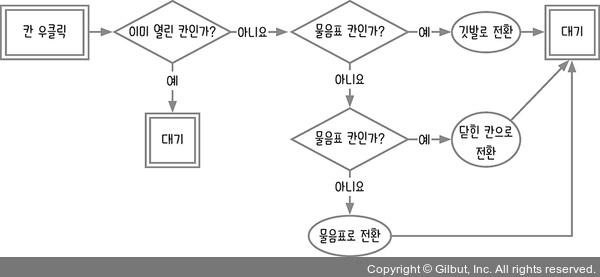 칸 우클릭
이미 열린 칸인가?
아니요
물음표 칸인가?
예
깃발로 전환
대기
예
아니요
대기
물음표 칸인가?
예
닫힌 칸으로
전환
아니요
물음표로 전환
Copyright © Gilbut, Inc. All rights reserved.